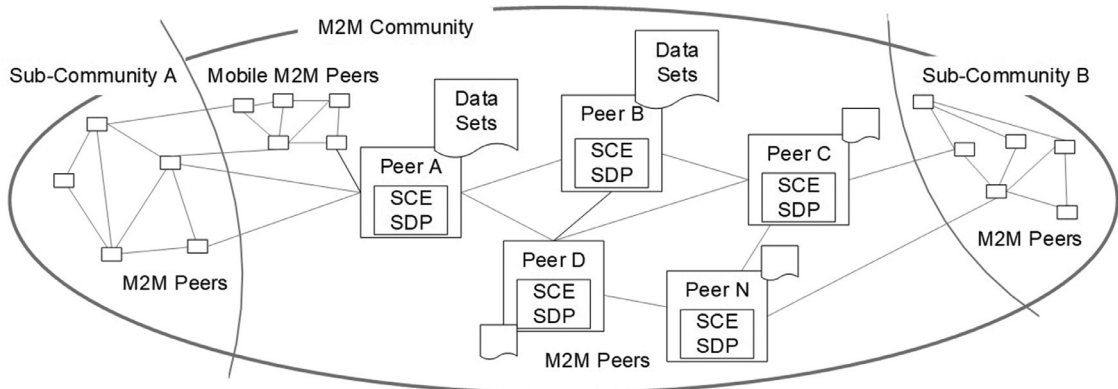 M2M Community
Sub-Community A
Mobile M2M Peers
Data
Sets
Data
Sets
Sub-Community B
Peer A
SCE
SDP
Peer B
SCE
SDP
Peer C
SCE
SDP
M2M Peers
Peer D
SCE
SDP
Peer N
SCE
SDP
M2M Peers
M2M Peers